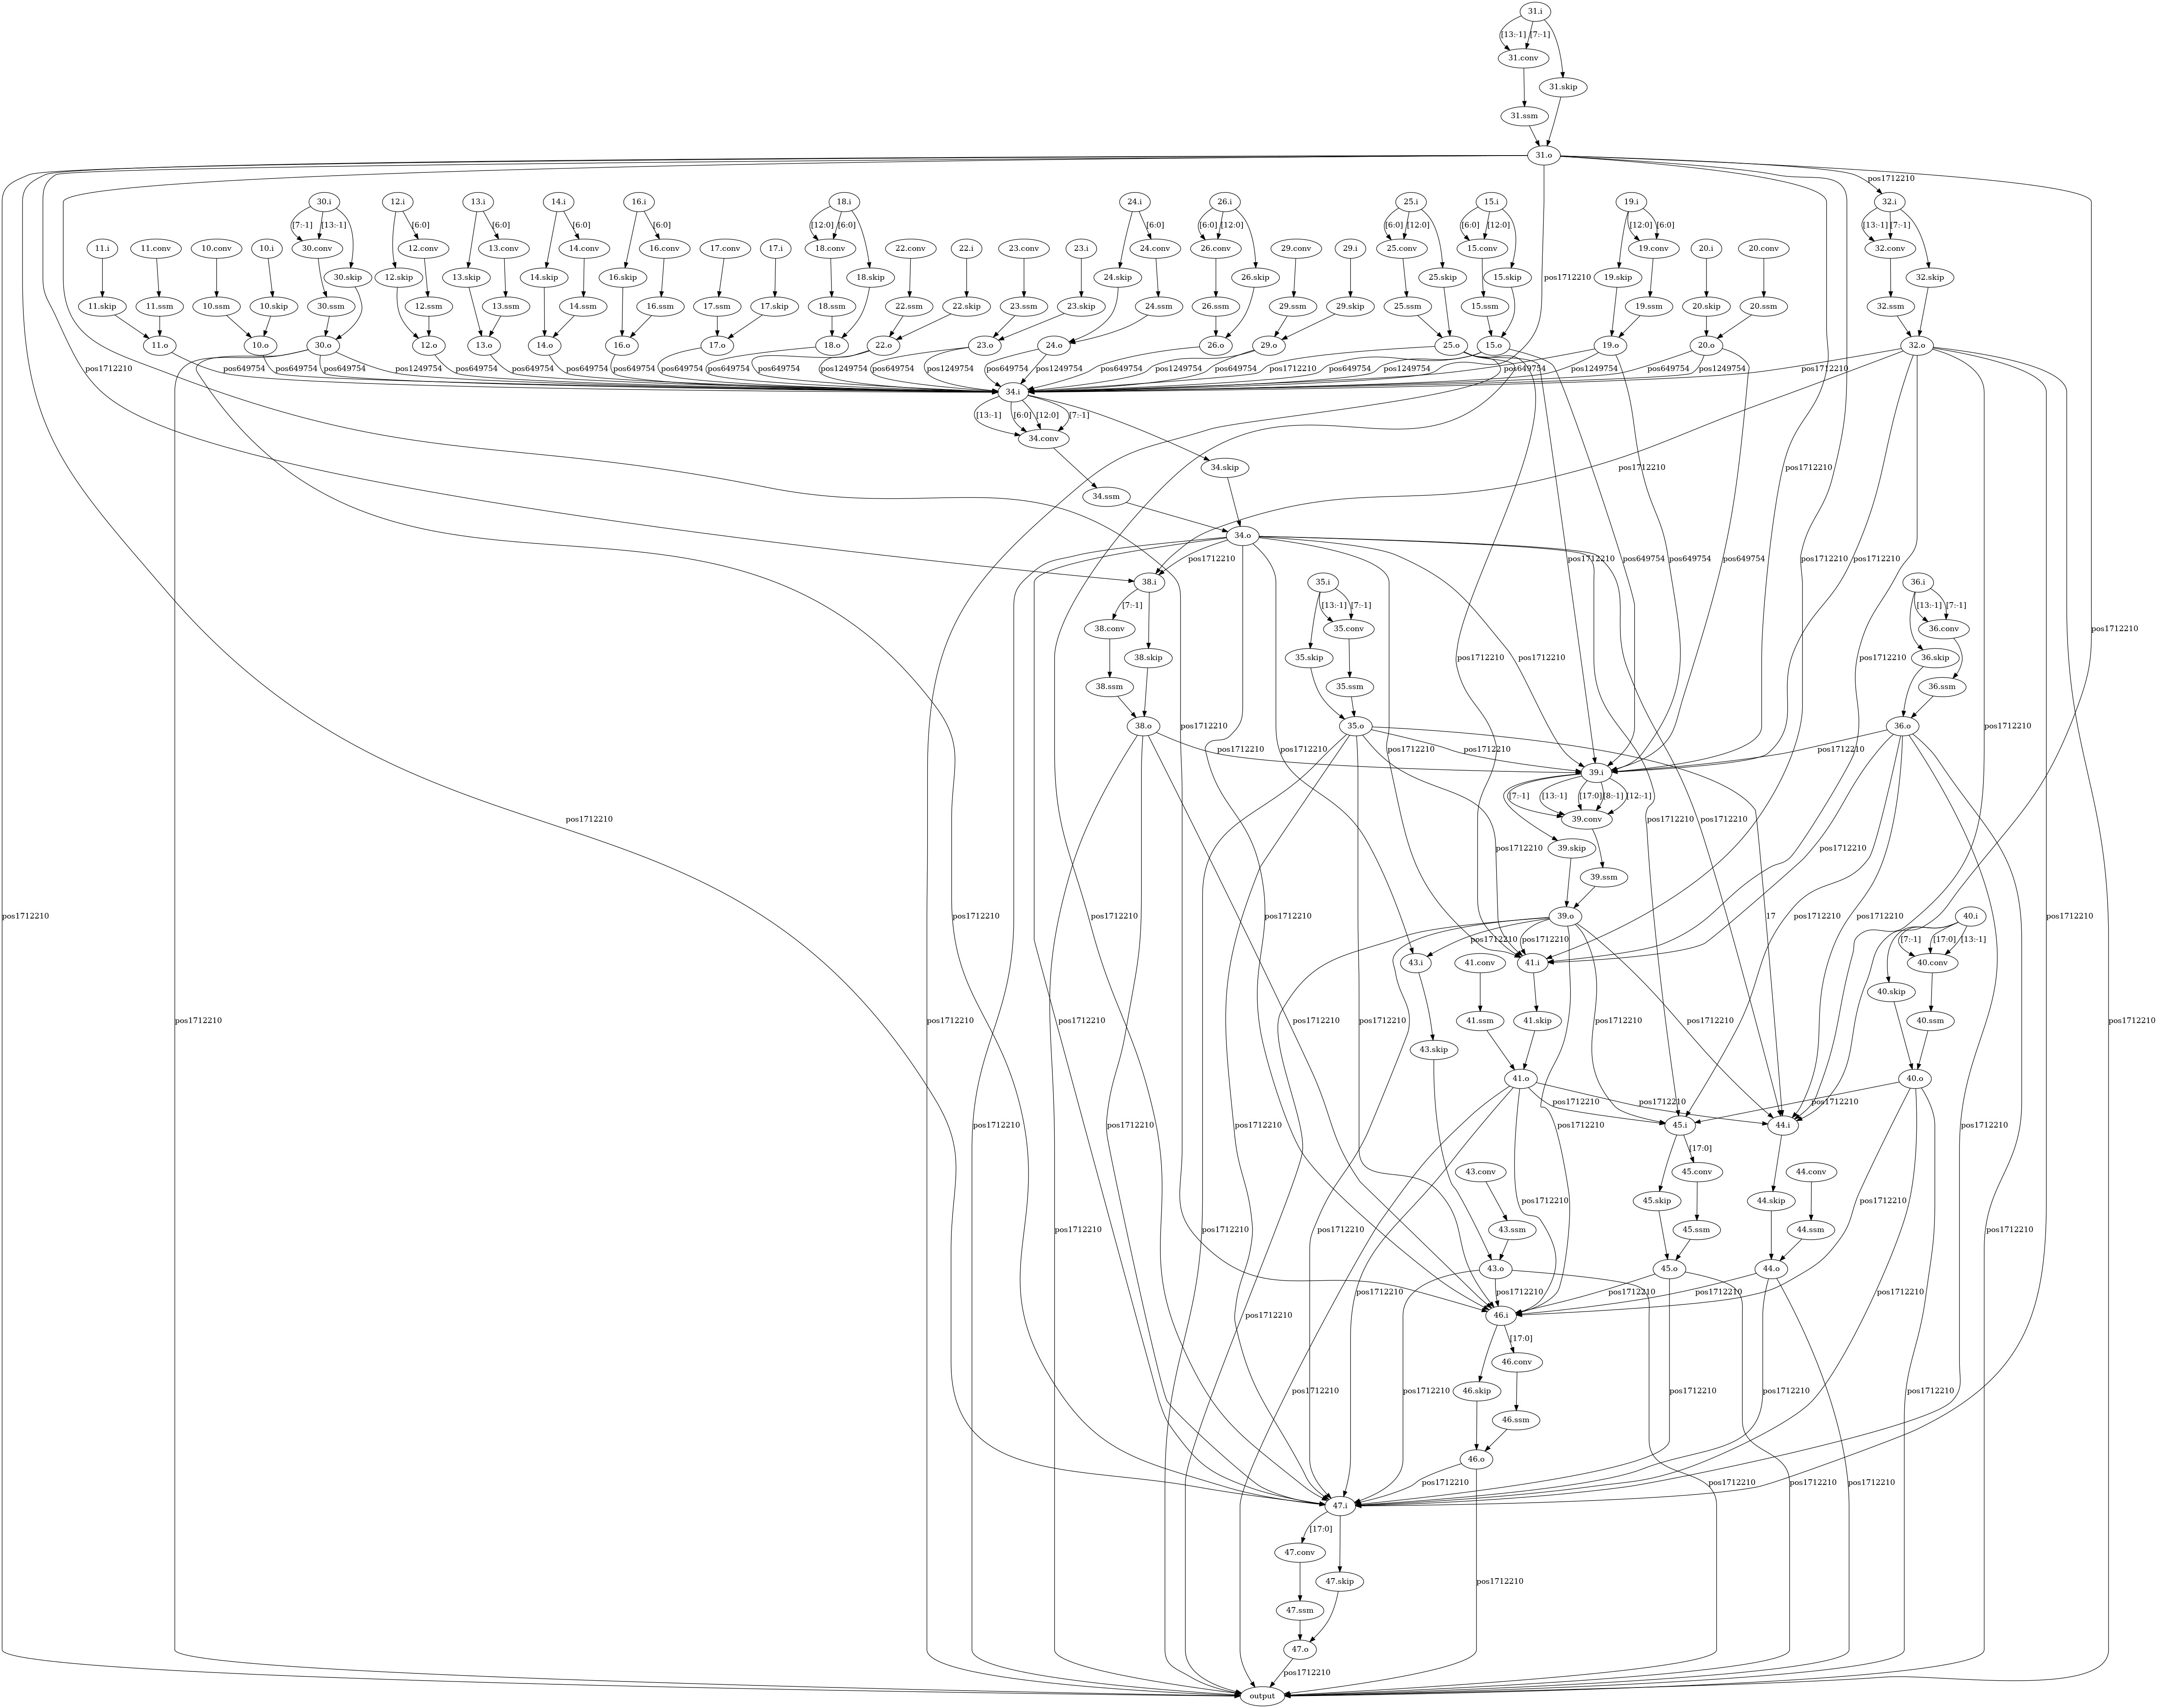 31.i
[13:-1] [7:-1]
31.conv
31.skip
31.ssm
31.o
pos1712210
30.i 12.i 13.i 14.i 16.i 18.i 24.i 26.i 25.i 15.i 19.i 32.i
[7:-1] [13:-1] [6:0] [6:0] [6:0] [6:0] [12:0] [6:0] [6:0] [6:0] [12:0] [6:0] [12:0] [6:0] [12:0] [12:0] [6:0] [13:-1] [7:-1]
11.i 11.conv 10.conv 10.i 30.conv 12.conv 13.conv 14.conv 16.conv 17.conv 17.i 18.conv 22.conv 22.i 23.conv 23.i 24.conv 26.conv 29.conv 29.i 25.conv 15.conv 19.conv 20.i 20.conv 32.conv
30.skip 12.skip 13.skip 14.skip 16.skip 18.skip 24.skip 26.skip 25.skip 15.skip 19.skip 32.skip
pos1712210
11.skip 11.ssm 10.ssm 10.skip 30.ssm 12.ssm 13.ssm 14.ssm 16.ssm 17.ssm 17.skip 18.ssm 22.ssm 22.skip 23.ssm 23.skip 24.ssm 26.ssm 29.ssm 29.skip 25.ssm 15.ssm 19.ssm 20.skip 20.ssm 32.ssm
11.o 10.o 30.o 12.o 13.o 14.o 16.o 17.o 18.o 22.o 23.o 24.o 26.o 29.o 25.o 15.o 19.o 20.o 32.o
pos1712210 pos649754 pos649754 pos649754 pos1249754 pos649754 pos649754 pos649754 pos649754 pos649754 pos649754 pos649754 pos1249754 pos649754 pos1249754 pos649754 pos1249754 pos649754 pos1249754 pos649754 pos1712210 pos649754 pos1249754 pos649754 pos1249754 pos649754 pos1249754 pos1712210
34.i
[13:-1] [6:0] [12:0] [7:-1]
34.conv
34.skip pos1712210 pos1712210
34.ssm
34.o
pos1712210 pos1712210 pos649754 pos649754 pos649754 pos1712210 pos1712210
38.i 35.i 36.i
[7:-1] [13:-1] [7:-1] [13:-1] [7:-1]
38.conv 35.conv 36.conv pos1712210
38.skip 35.skip pos1712210 pos1712210 pos1712210 36.skip
38.ssm 35.ssm 36.ssm
38.o 35.o 36.o
pos1712210 pos1712210
pos1712210 pos1712210 pos1712210 pos1712210
39.i
[7:-1] [13:-1] [17:0] [8:-1] [12:-1]
39.conv
pos1712210 pos1712210 pos1712210 pos1712210
39.skip pos1712210 pos1712210
39.ssm
pos1712210 pos1712210 pos1712210 pos1712210 pos1712210 39.o pos1712210 17 pos1712210 40.i pos1712210
pos1712210 pos1712210 [7:-1] [17:0] [13:-1]
43.i 41.conv 41.i 40.conv
40.skip
pos1712210 pos1712210 pos1712210 pos1712210 pos1712210 41.ssm 41.skip pos1712210 pos1712210 40.ssm pos1712210
43.skip
41.o 40.o
pos1712210 pos1712210 pos1712210
pos1712210 pos1712210 pos1712210 45.i 44.i pos1712210
[17:0]
43.conv 45.conv 44.conv
45.skip pos1712210 44.skip pos1712210
pos1712210 pos1712210 pos1712210 43.ssm 45.ssm 44.ssm pos1712210
43.o 45.o 44.o
pos1712210 pos1712210 pos1712210 pos1712210 pos1712210
46.i
pos1712210
[17:0]
46.conv
pos1712210 pos1712210 46.skip pos1712210 pos1712210 pos1712210
46.ssm
46.o
pos1712210 pos1712210 pos1712210 pos1712210
47.i
[17:0]
47.conv
47.skip pos1712210
47.ssm
47.o
pos1712210
output